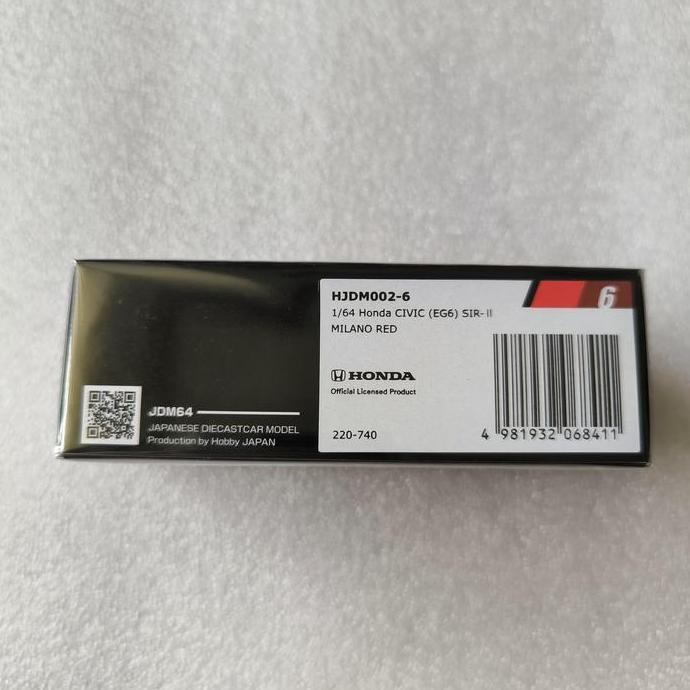 HJDM002-6
1/64 Honda CIVIC (EG6) SIR-Ⅱ
MILANO RED
HONDA
Official Licensed Product
220-740
4 981932 068411
6
JDM64
JAPANESE DIECASTCAR MODEL
Production by Hobby JAPAN